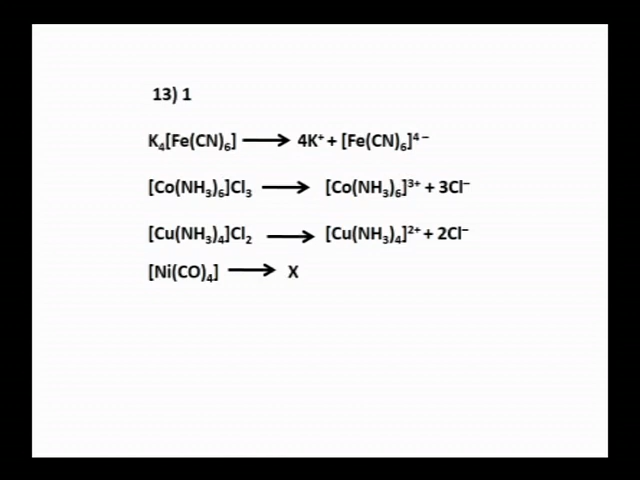 13) 1
K₄[Fe(CN)₆] ⟶ 4K⁺ + [Fe(CN)₆]⁴⁻
[Co(NH₃)₆]Cl₃ ⟶ [Co(NH₃)₆]³⁺ + 3Cl⁻
[Cu(NH₃)₄]Cl₂ ⟶ [Cu(NH₃)₄]²⁺ + 2Cl⁻
[Ni(CO)₄] ⟶ X